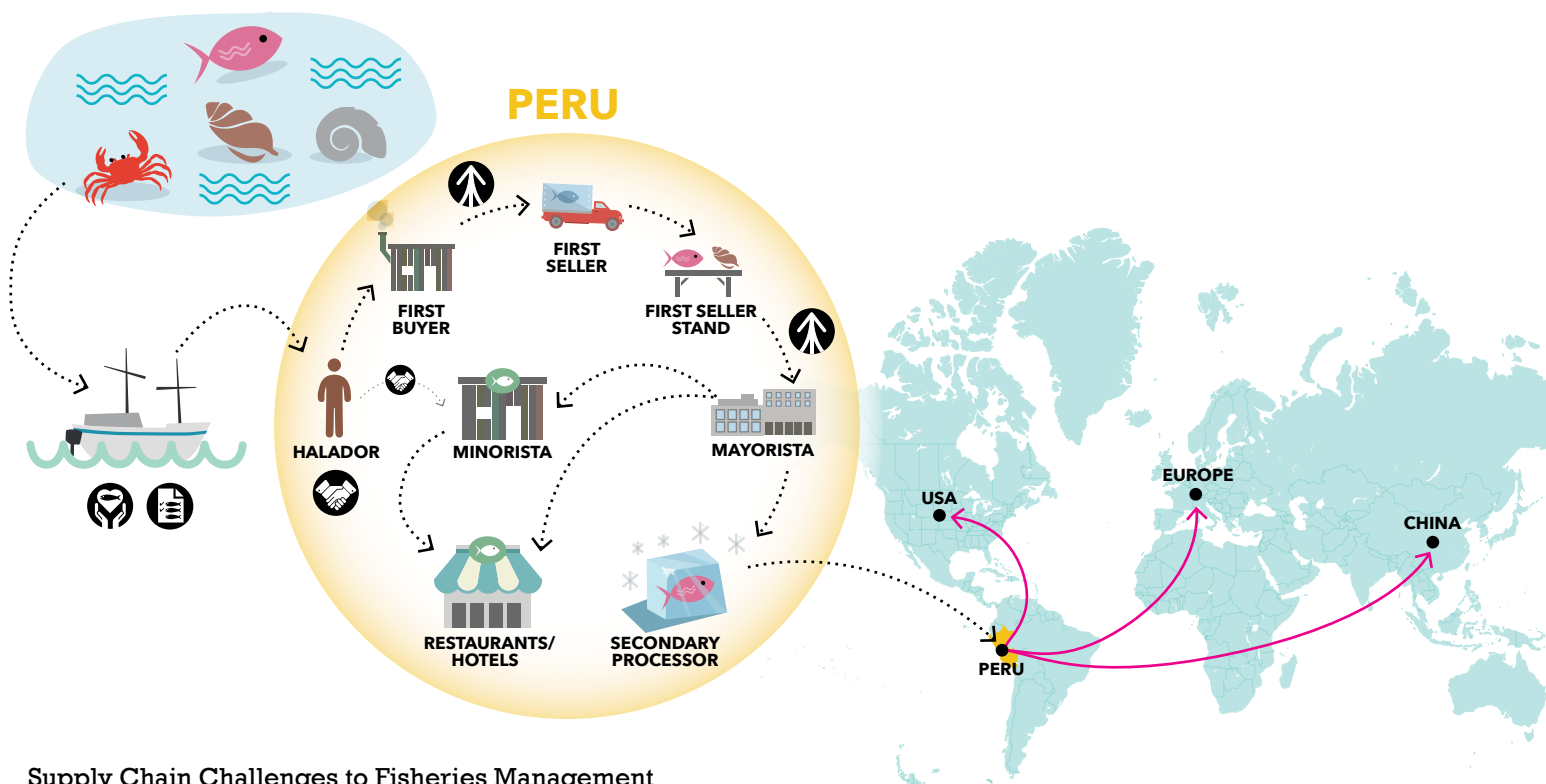 PERU
FIRST
SELLER
FIRST
BUYER
FIRST SELLER
STAND
HALADOR
MINORISTA
MAYORISTA
RESTAURANTS/
HOTELS
SECONDARY
PROCESSOR
USA
EUROPE
CHINA
PERU
Supply Chain Challenges to Fisheries Management